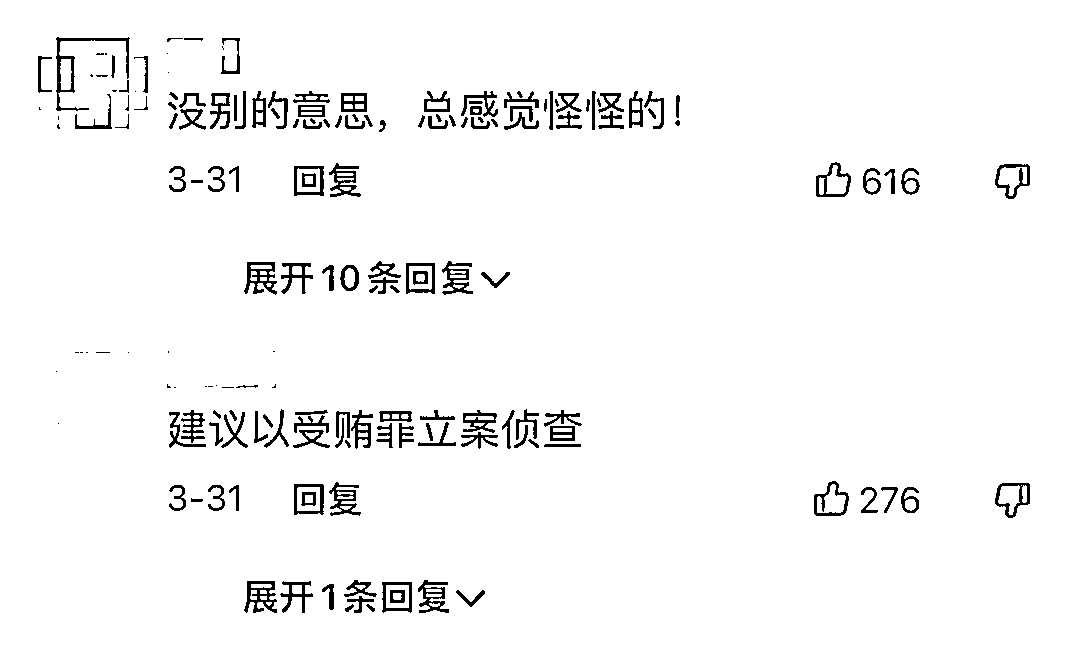 没别的意思，总感觉怪怪的！
3-31 回复 616
展开10条回复
建议以受贿罪立案侦查
3-31 回复 276
展开1条回复